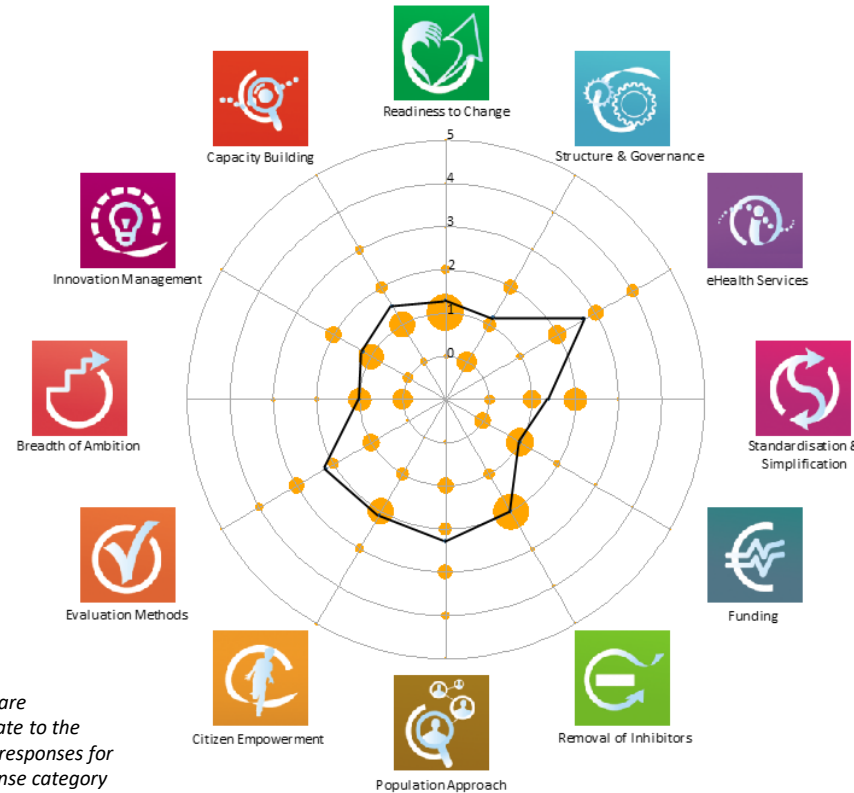 Readiness to Change
Capacity Building
Structure & Governance
Innovation Management
eHealth Services
5
4
3
2
1
0
Breadth of Ambition
Standardisation &
Simplification
Evaluation Methods
Funding
Citizen Empowerment
Removal of Inhibitors
Population Approach
are
ate to the
responses for
nse category